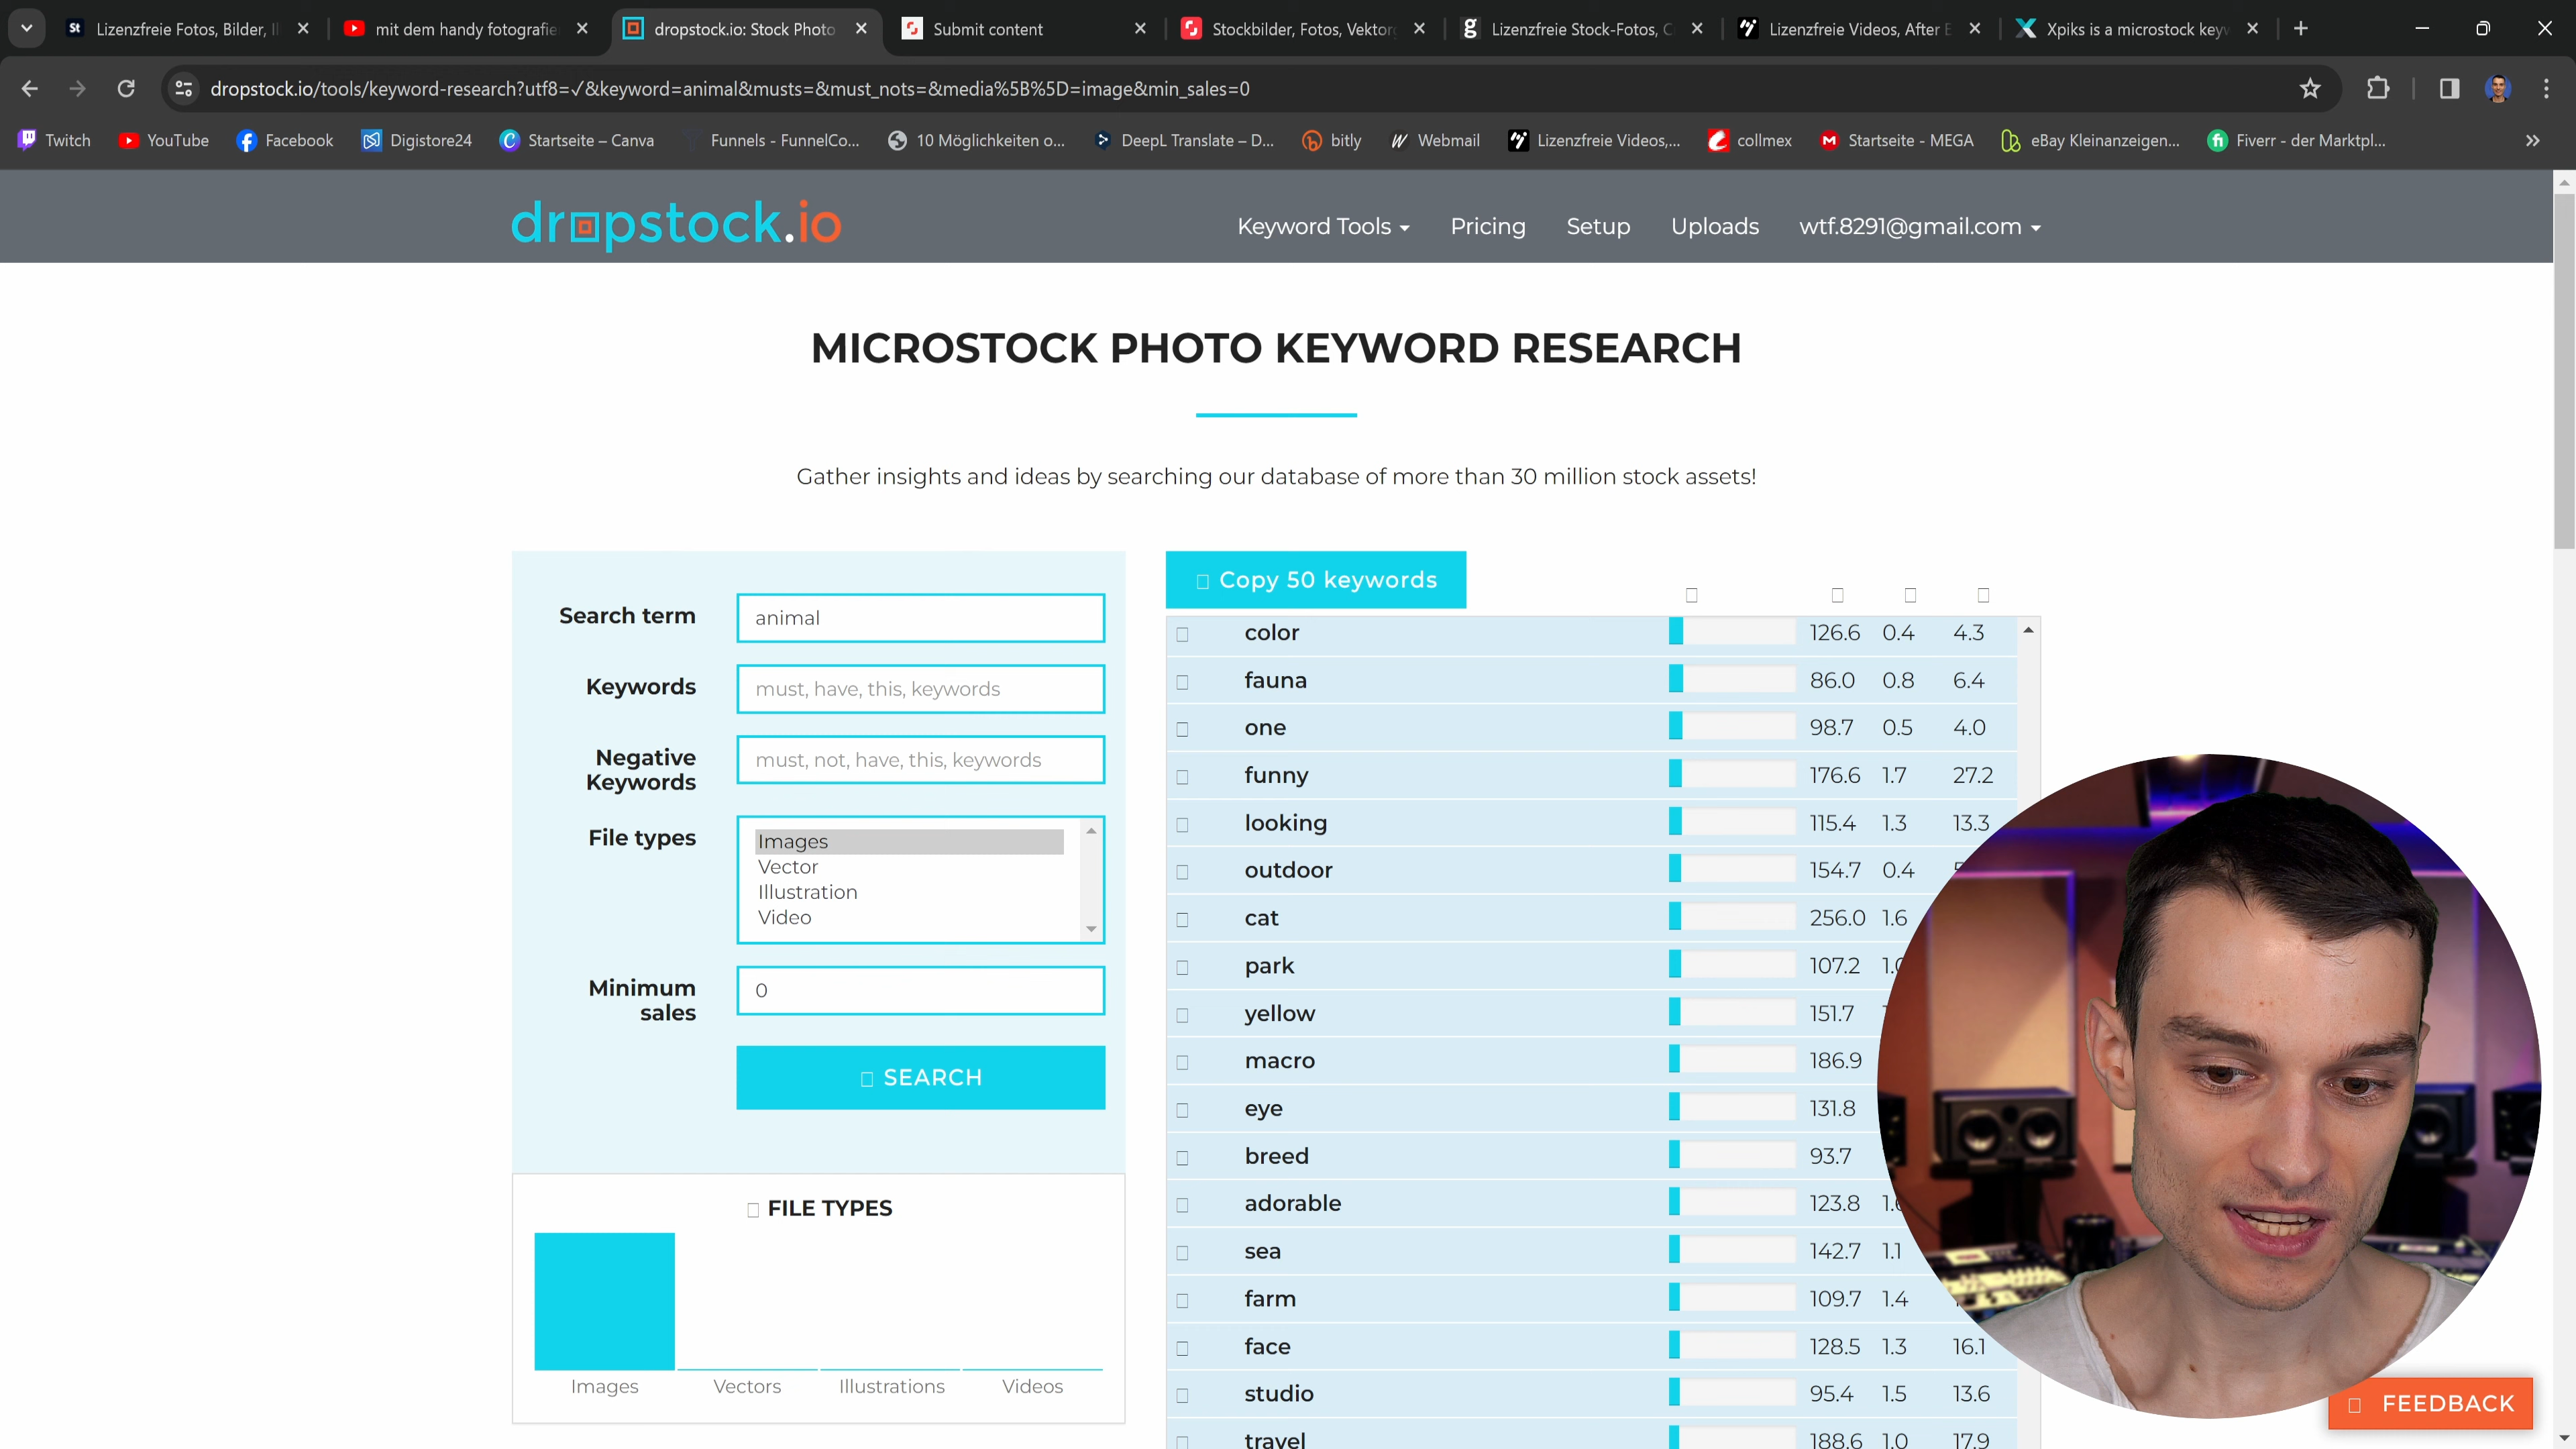 Lizenzfreie Fotos, Bilder, Il
mit dem handy fotografie
dropstock.io: Stock Photo
Submit content
Stockbilder, Fotos, Vektor
Lizenzfreie Stock-Fotos, C
Lizenzfreie Videos, After E
Xpiks is a microstock keyw
dropstock.io/tools/keyword-research?utf8=✓&keyword=animal&musts=&must_nots=&media%5B%5D=image&min_sales=0
Twitch
YouTube
Facebook
Digistore24
Startseite – Canva
Funnels - FunnelCo...
10 Möglichkeiten o...
DeepL Translate – D...
bitly
Webmail
Lizenzfreie Videos,...
collmex
Startseite - MEGA
eBay Kleinanzeigen...
Fiverr - der Marktpl...
dropstock.io
Keyword Tools
Pricing
Setup
Uploads
wtf.8291@gmail.com
MICROSTOCK PHOTO KEYWORD RESEARCH
Gather insights and ideas by searching our database of more than 30 million stock assets!
Search term
animal
Keywords
must, have, this, keywords
Negative
Keywords
must, not, have, this, keywords
File types
Images
Vector
Illustration
Video
Minimum
sales
0
SEARCH
FILE TYPES
Images
Vectors
Illustrations
Videos
Copy 50 keywords
color 126.6 0.4 4.3
fauna 86.0 0.8 6.4
one 98.7 0.5 4.0
funny 176.6 1.7 27.2
looking 115.4 1.3 13.3
outdoor 154.7 0.4
cat 256.0 1.6
park 107.2
yellow 151.7
macro 186.9
eye 131.8
breed 93.7
adorable 123.8
sea 142.7 1.1
farm 109.7 1.4
face 128.5 1.3 16.1
studio 95.4 1.5 13.6
travel 188.6 1.0 17.9
FEEDBACK